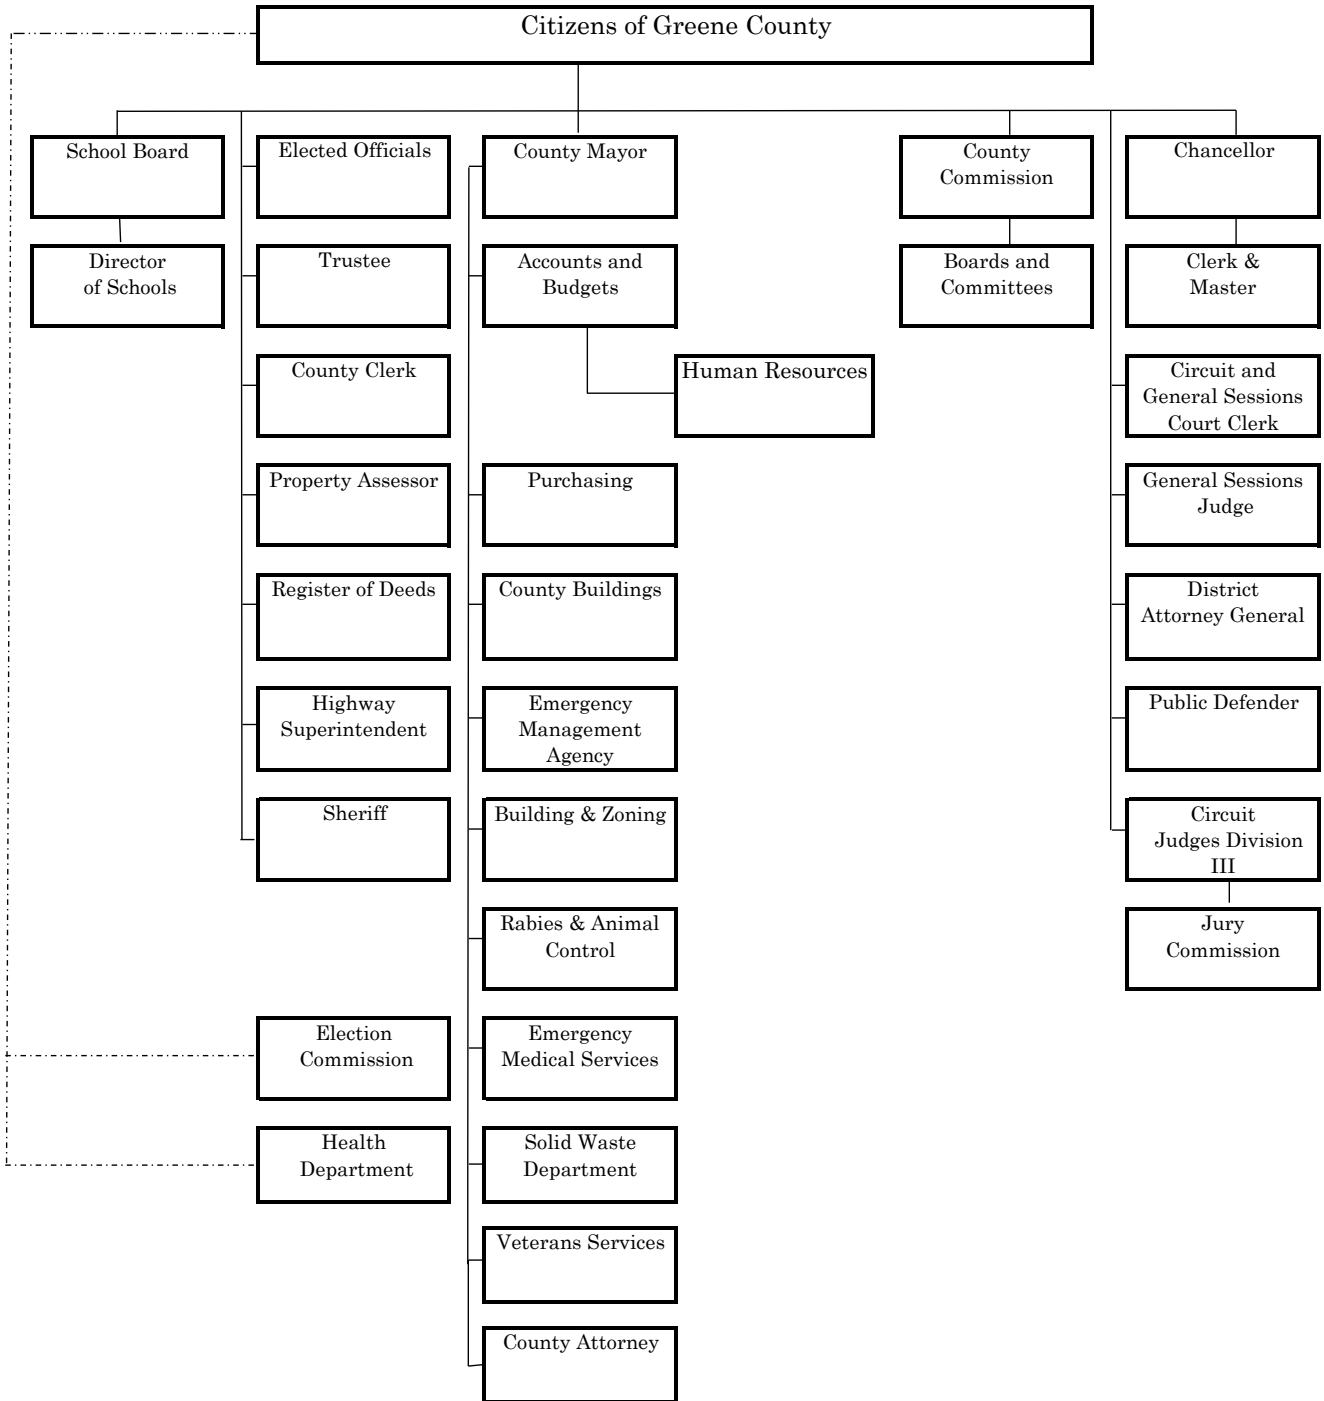 Citizens of Greene County
School Board
Elected Officials
County Mayor
County
Commission
Chancellor
Director
of Schools
Trustee
Accounts and
Budgets
Boards and
Committees
Clerk &
Master
County Clerk
Human Resources
Circuit and
General Sessions
Court Clerk
Property Assessor
Purchasing
General Sessions
Judge
Register of Deeds
County Buildings
District
Attorney General
Highway
Superintendent
Emergency
Management
Agency
Public Defender
Sheriff
Building & Zoning
Circuit
Judges Division
III
Rabies & Animal
Control
Jury
Commission
Election
Commission
Emergency
Medical Services
Health
Department
Solid Waste
Department
Veterans Services
County Attorney